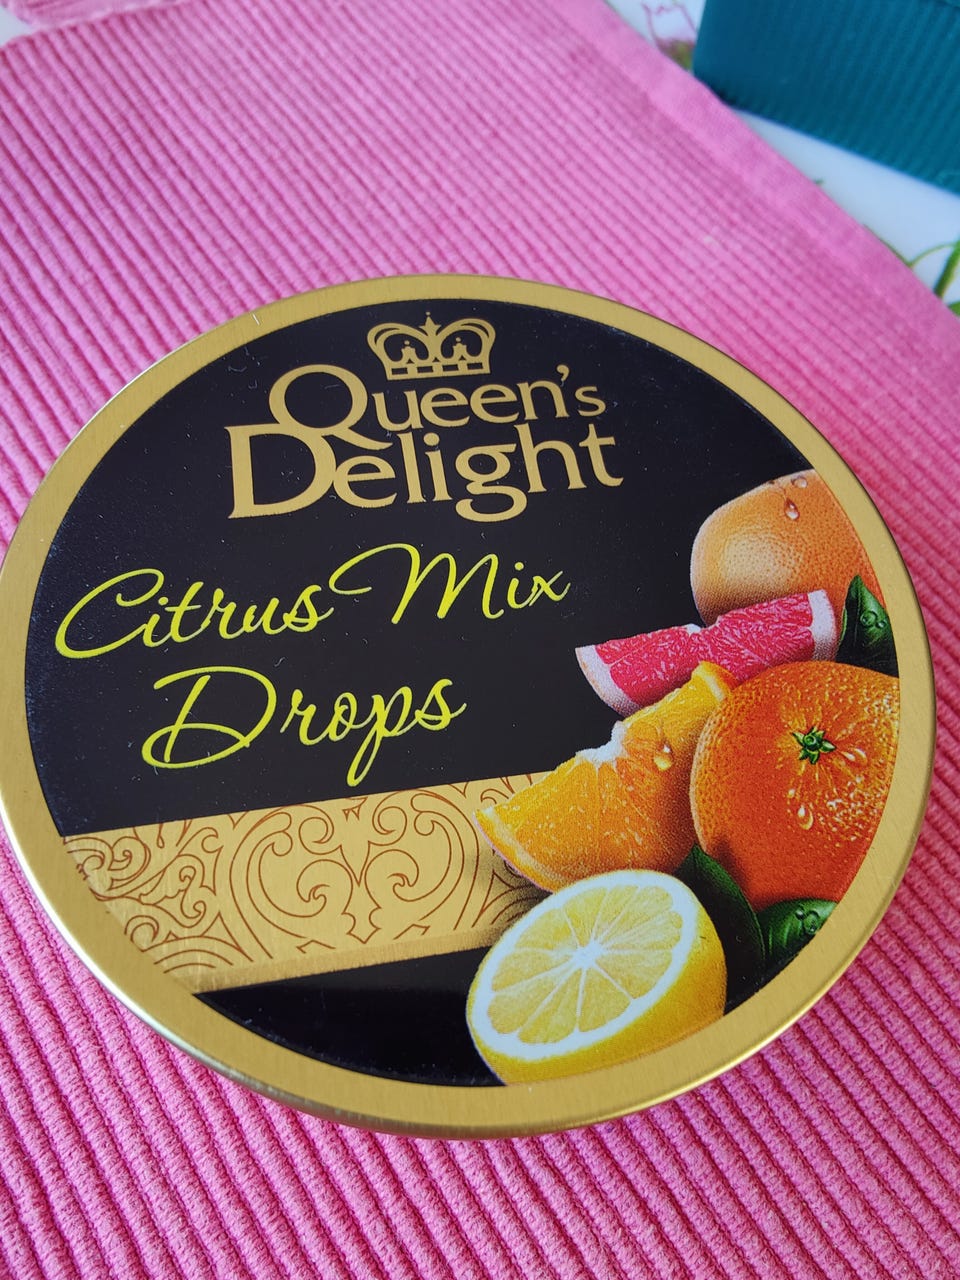 Queen's
Delight
Citrus Mix
Drops